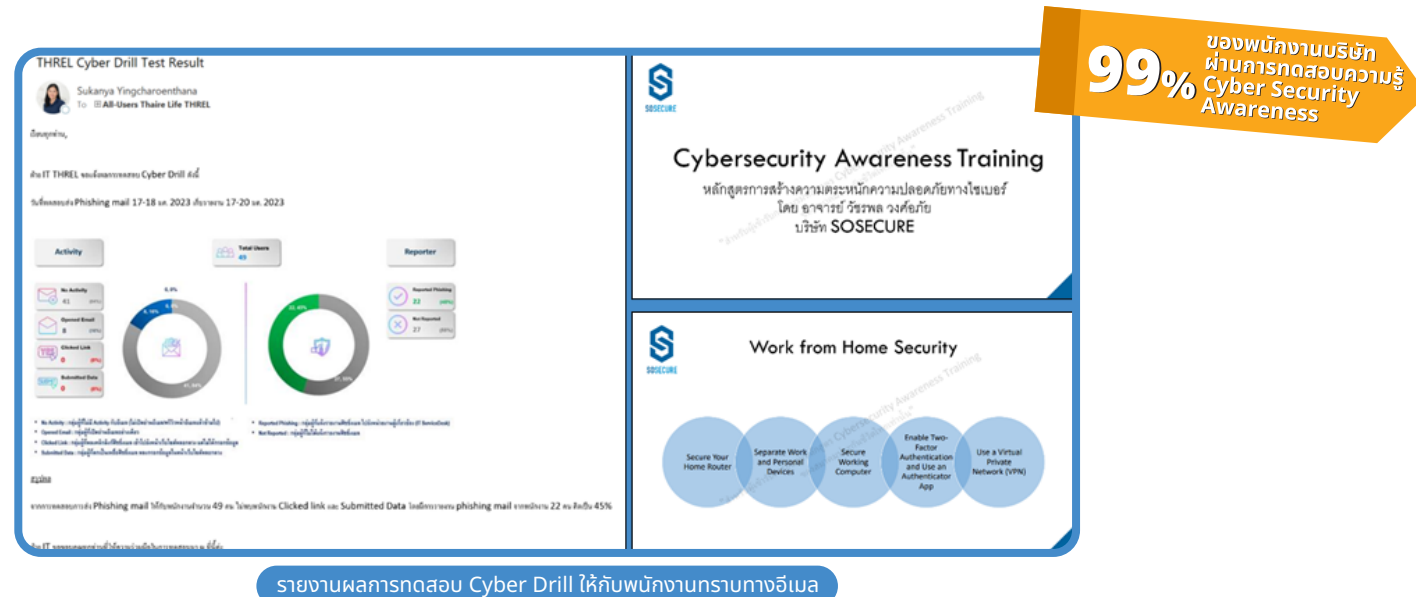 THREL Cyber Drill Test Result
Sukanya Yingcharoenthana
To All-Users Thaire Life THREL
เรียนทุกท่าน,
ด้วย IT THREL ขอแจ้งผลการทดสอบ Cyber Drill ดังนี้
วันที่ทดสอบส่ง Phishing mail 17-18 มค. 2023 เก็บรายงาน 17-20 มค. 2023
Activity
Total Users
49
Reporter
No Activity
41
Opened Email
8
Clicked Link
0
Submitted Data
0
Reported Phishing
22
Not Reported
27
สรุปผล
จากการทดสอบการส่ง Phishing mail ให้กับพนักงานจำนวน 49 คน ไม่พบพนักงาน Clicked link และ Submitted Data โดยมีการรายงาน phishing mail จากพนักงาน 22 คน คิดเป็น 45%
SOSECURE
Cybersecurity Awareness Training
หลักสูตรการสร้างความตระหนักความปลอดภัยทางไซเบอร์
โดย อาจารย์ วัชรพล วงศ์อภัย
บริษัท SOSECURE
SOSECURE
Work from Home Security
Secure Your
Home Router
Separate Work
and Personal
Devices
Secure
Working
Computer
Enable Two-
Factor
Authentication
and Use an
Authenticator
App
Use a Virtual
Private
Network (VPN)
99%
ของพนักงานบริษัท
ผ่านการทดสอบความรู้
Cyber Security
Awareness
รายงานผลการทดสอบ Cyber Drill ให้กับพนักงานทราบทางอีเมล